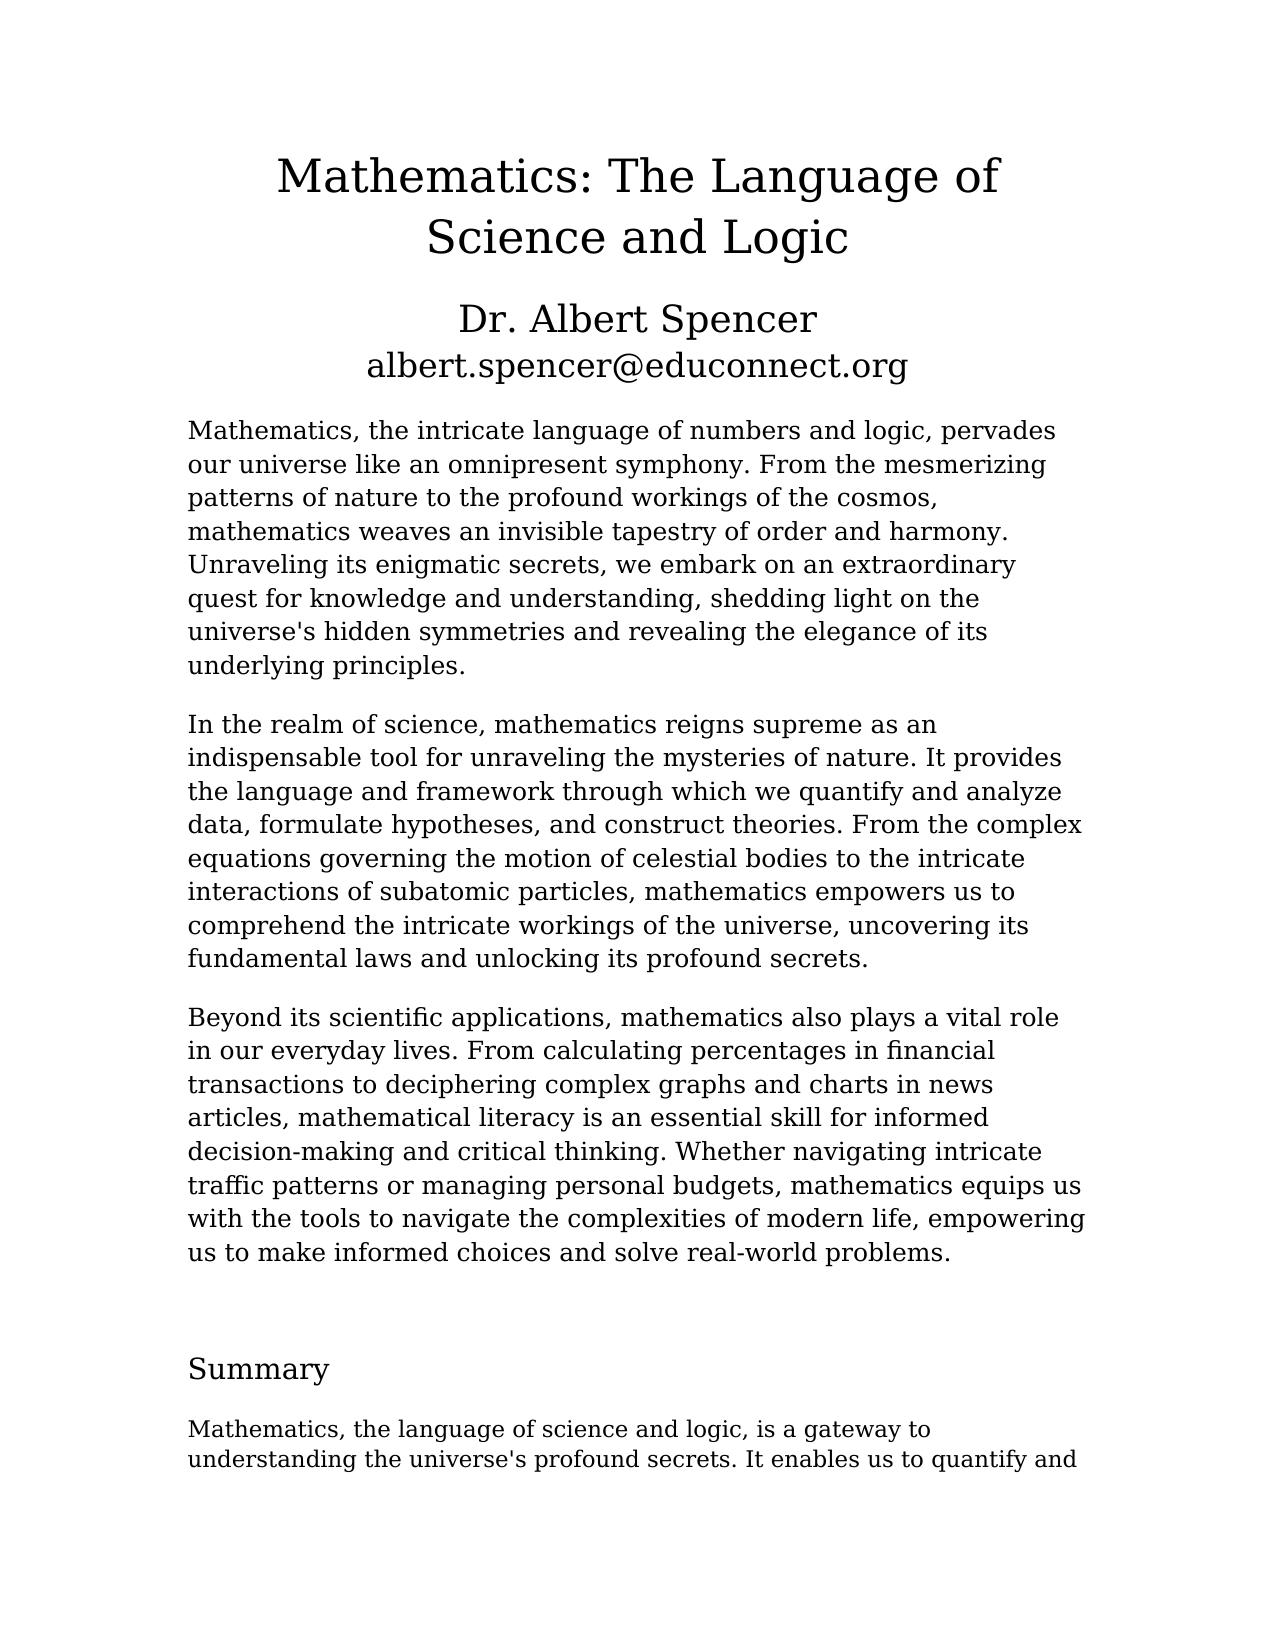 Mathematics: The Language of
Science and Logic
Dr. Albert Spencer
albert.spencer@educonnect.org
Mathematics, the intricate language of numbers and logic, pervades
our universe like an omnipresent symphony. From the mesmerizing
patterns of nature to the profound workings of the cosmos,
mathematics weaves an invisible tapestry of order and harmony.
Unraveling its enigmatic secrets, we embark on an extraordinary
quest for knowledge and understanding, shedding light on the
universe's hidden symmetries and revealing the elegance of its
underlying principles.
In the realm of science, mathematics reigns supreme as an
indispensable tool for unraveling the mysteries of nature. It provides
the language and framework through which we quantify and analyze
data, formulate hypotheses, and construct theories. From the complex
equations governing the motion of celestial bodies to the intricate
interactions of subatomic particles, mathematics empowers us to
comprehend the intricate workings of the universe, uncovering its
fundamental laws and unlocking its profound secrets.
Beyond its scientific applications, mathematics also plays a vital role
in our everyday lives. From calculating percentages in financial
transactions to deciphering complex graphs and charts in news
articles, mathematical literacy is an essential skill for informed
decision-making and critical thinking. Whether navigating intricate
traffic patterns or managing personal budgets, mathematics equips us
with the tools to navigate the complexities of modern life, empowering
us to make informed choices and solve real-world problems.
Summary
Mathematics, the language of science and logic, is a gateway to
understanding the universe's profound secrets. It enables us to quantify and